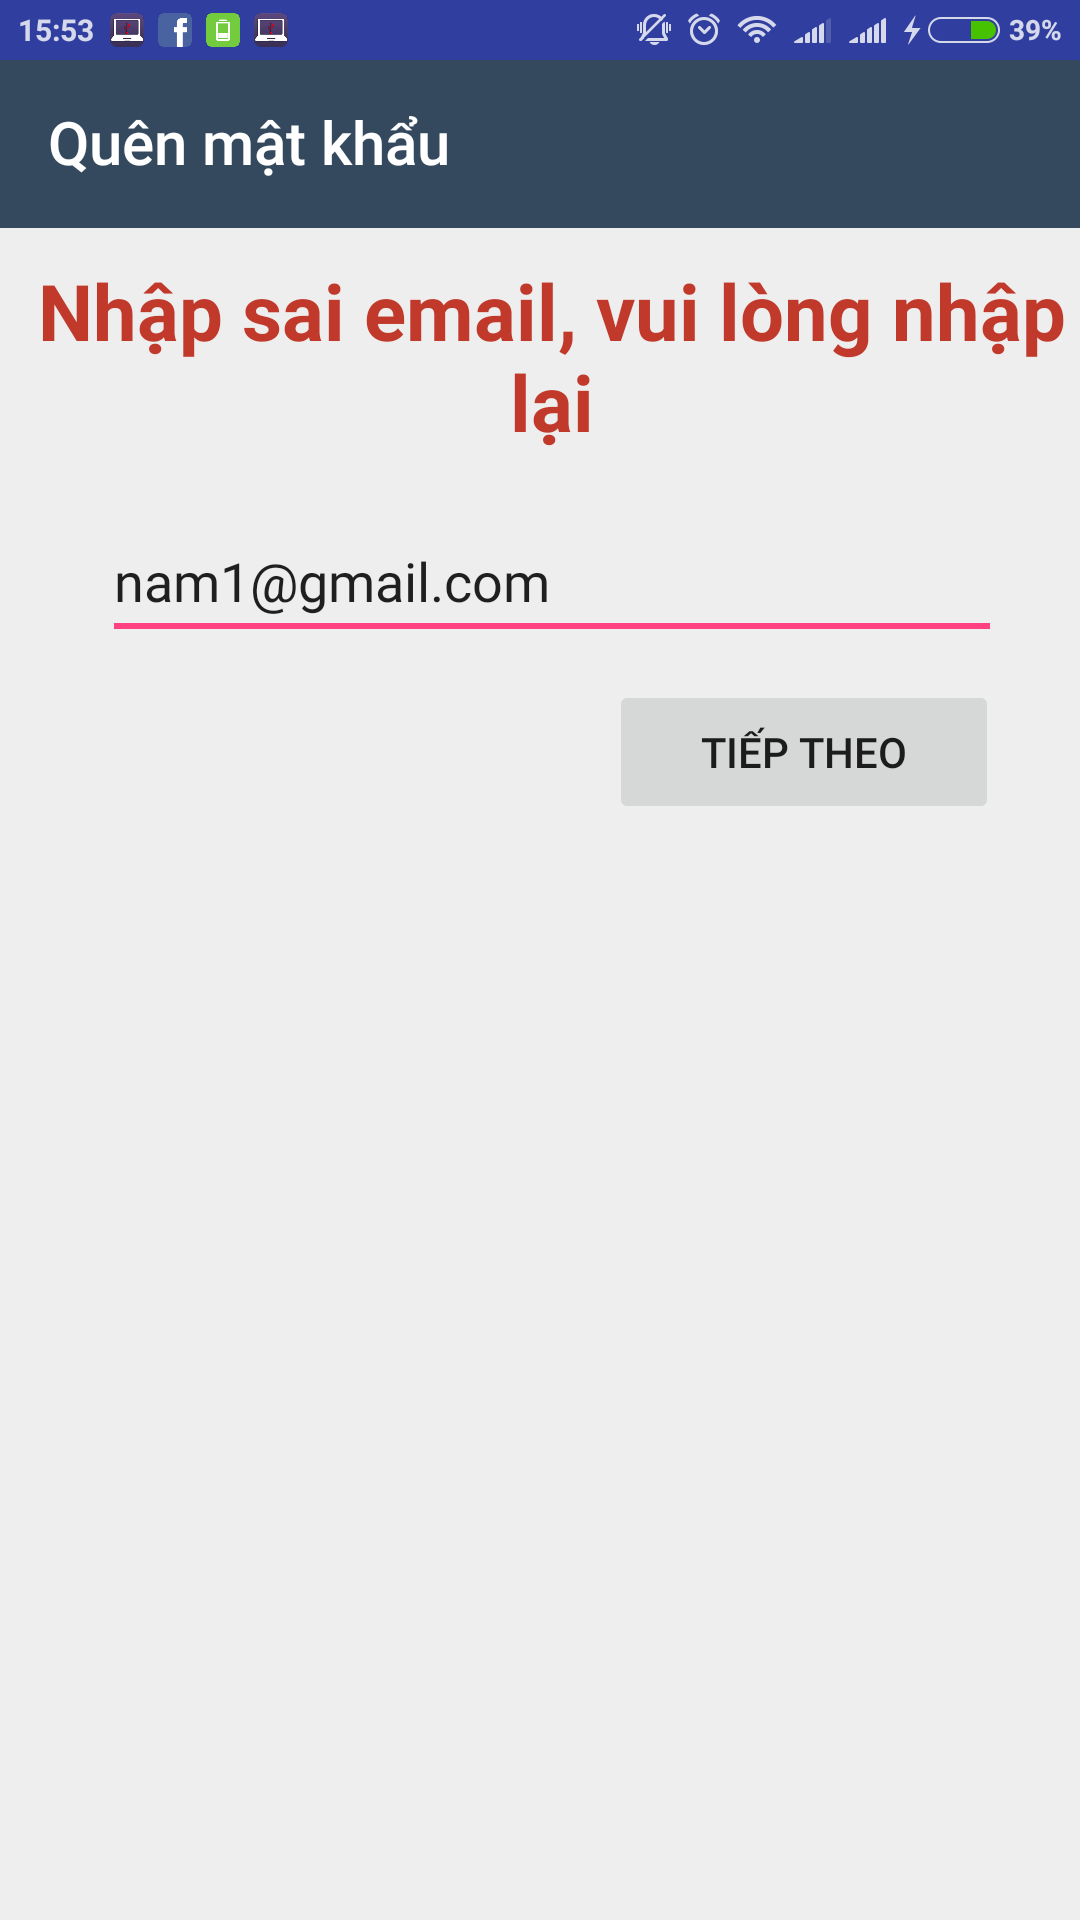 15:53 39%
Quên mật khẩu
Nhập sai email, vui lòng nhập
lại
nam1@gmail.com
TIẾP THEO